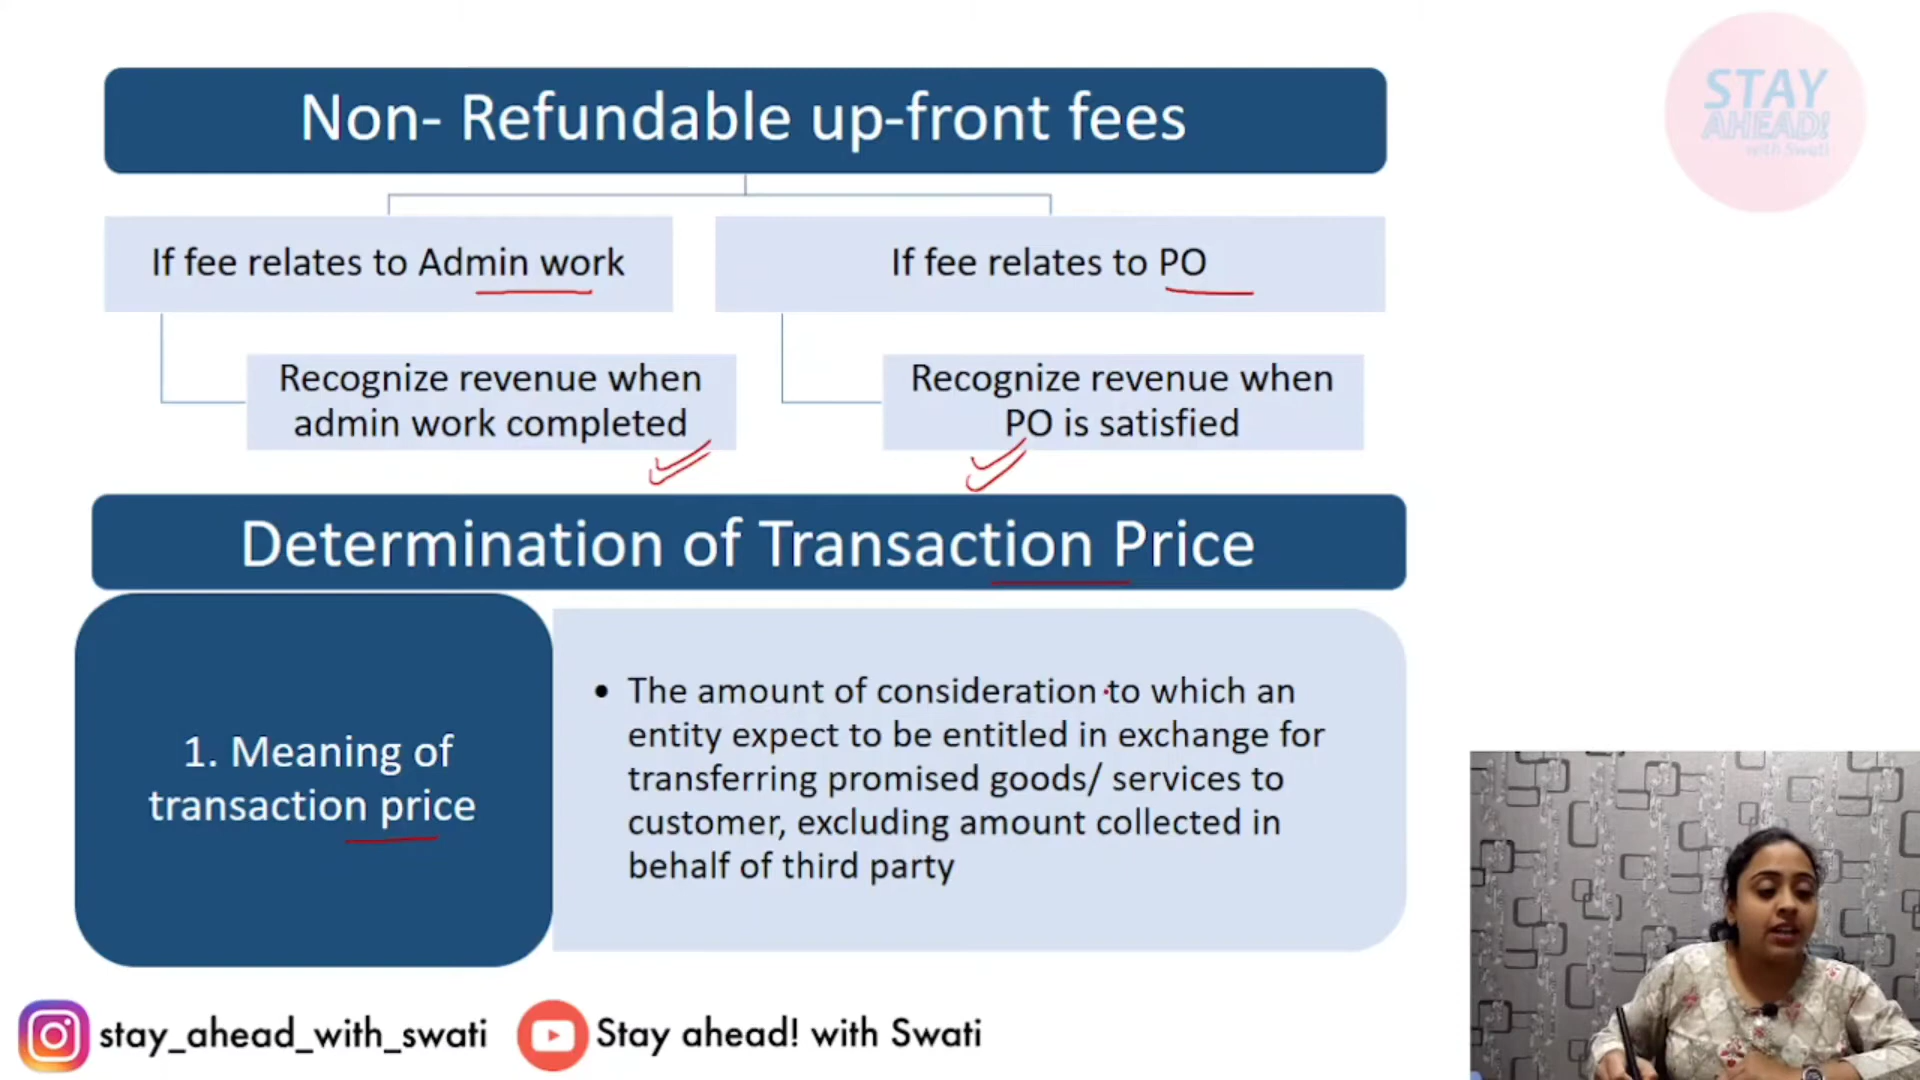 STAY
AHEAD!
with Swati
Non- Refundable up-front fees
If fee relates to Admin work
If fee relates to PO
Recognize revenue when
admin work completed
Recognize revenue when
PO is satisfied
Determination of Transaction Price
1. Meaning of
transaction price
• The amount of consideration to which an
entity expect to be entitled in exchange for
transferring promised goods/ services to
customer, excluding amount collected in
behalf of third party
stay_ahead_with_swati
Stay ahead! with Swati